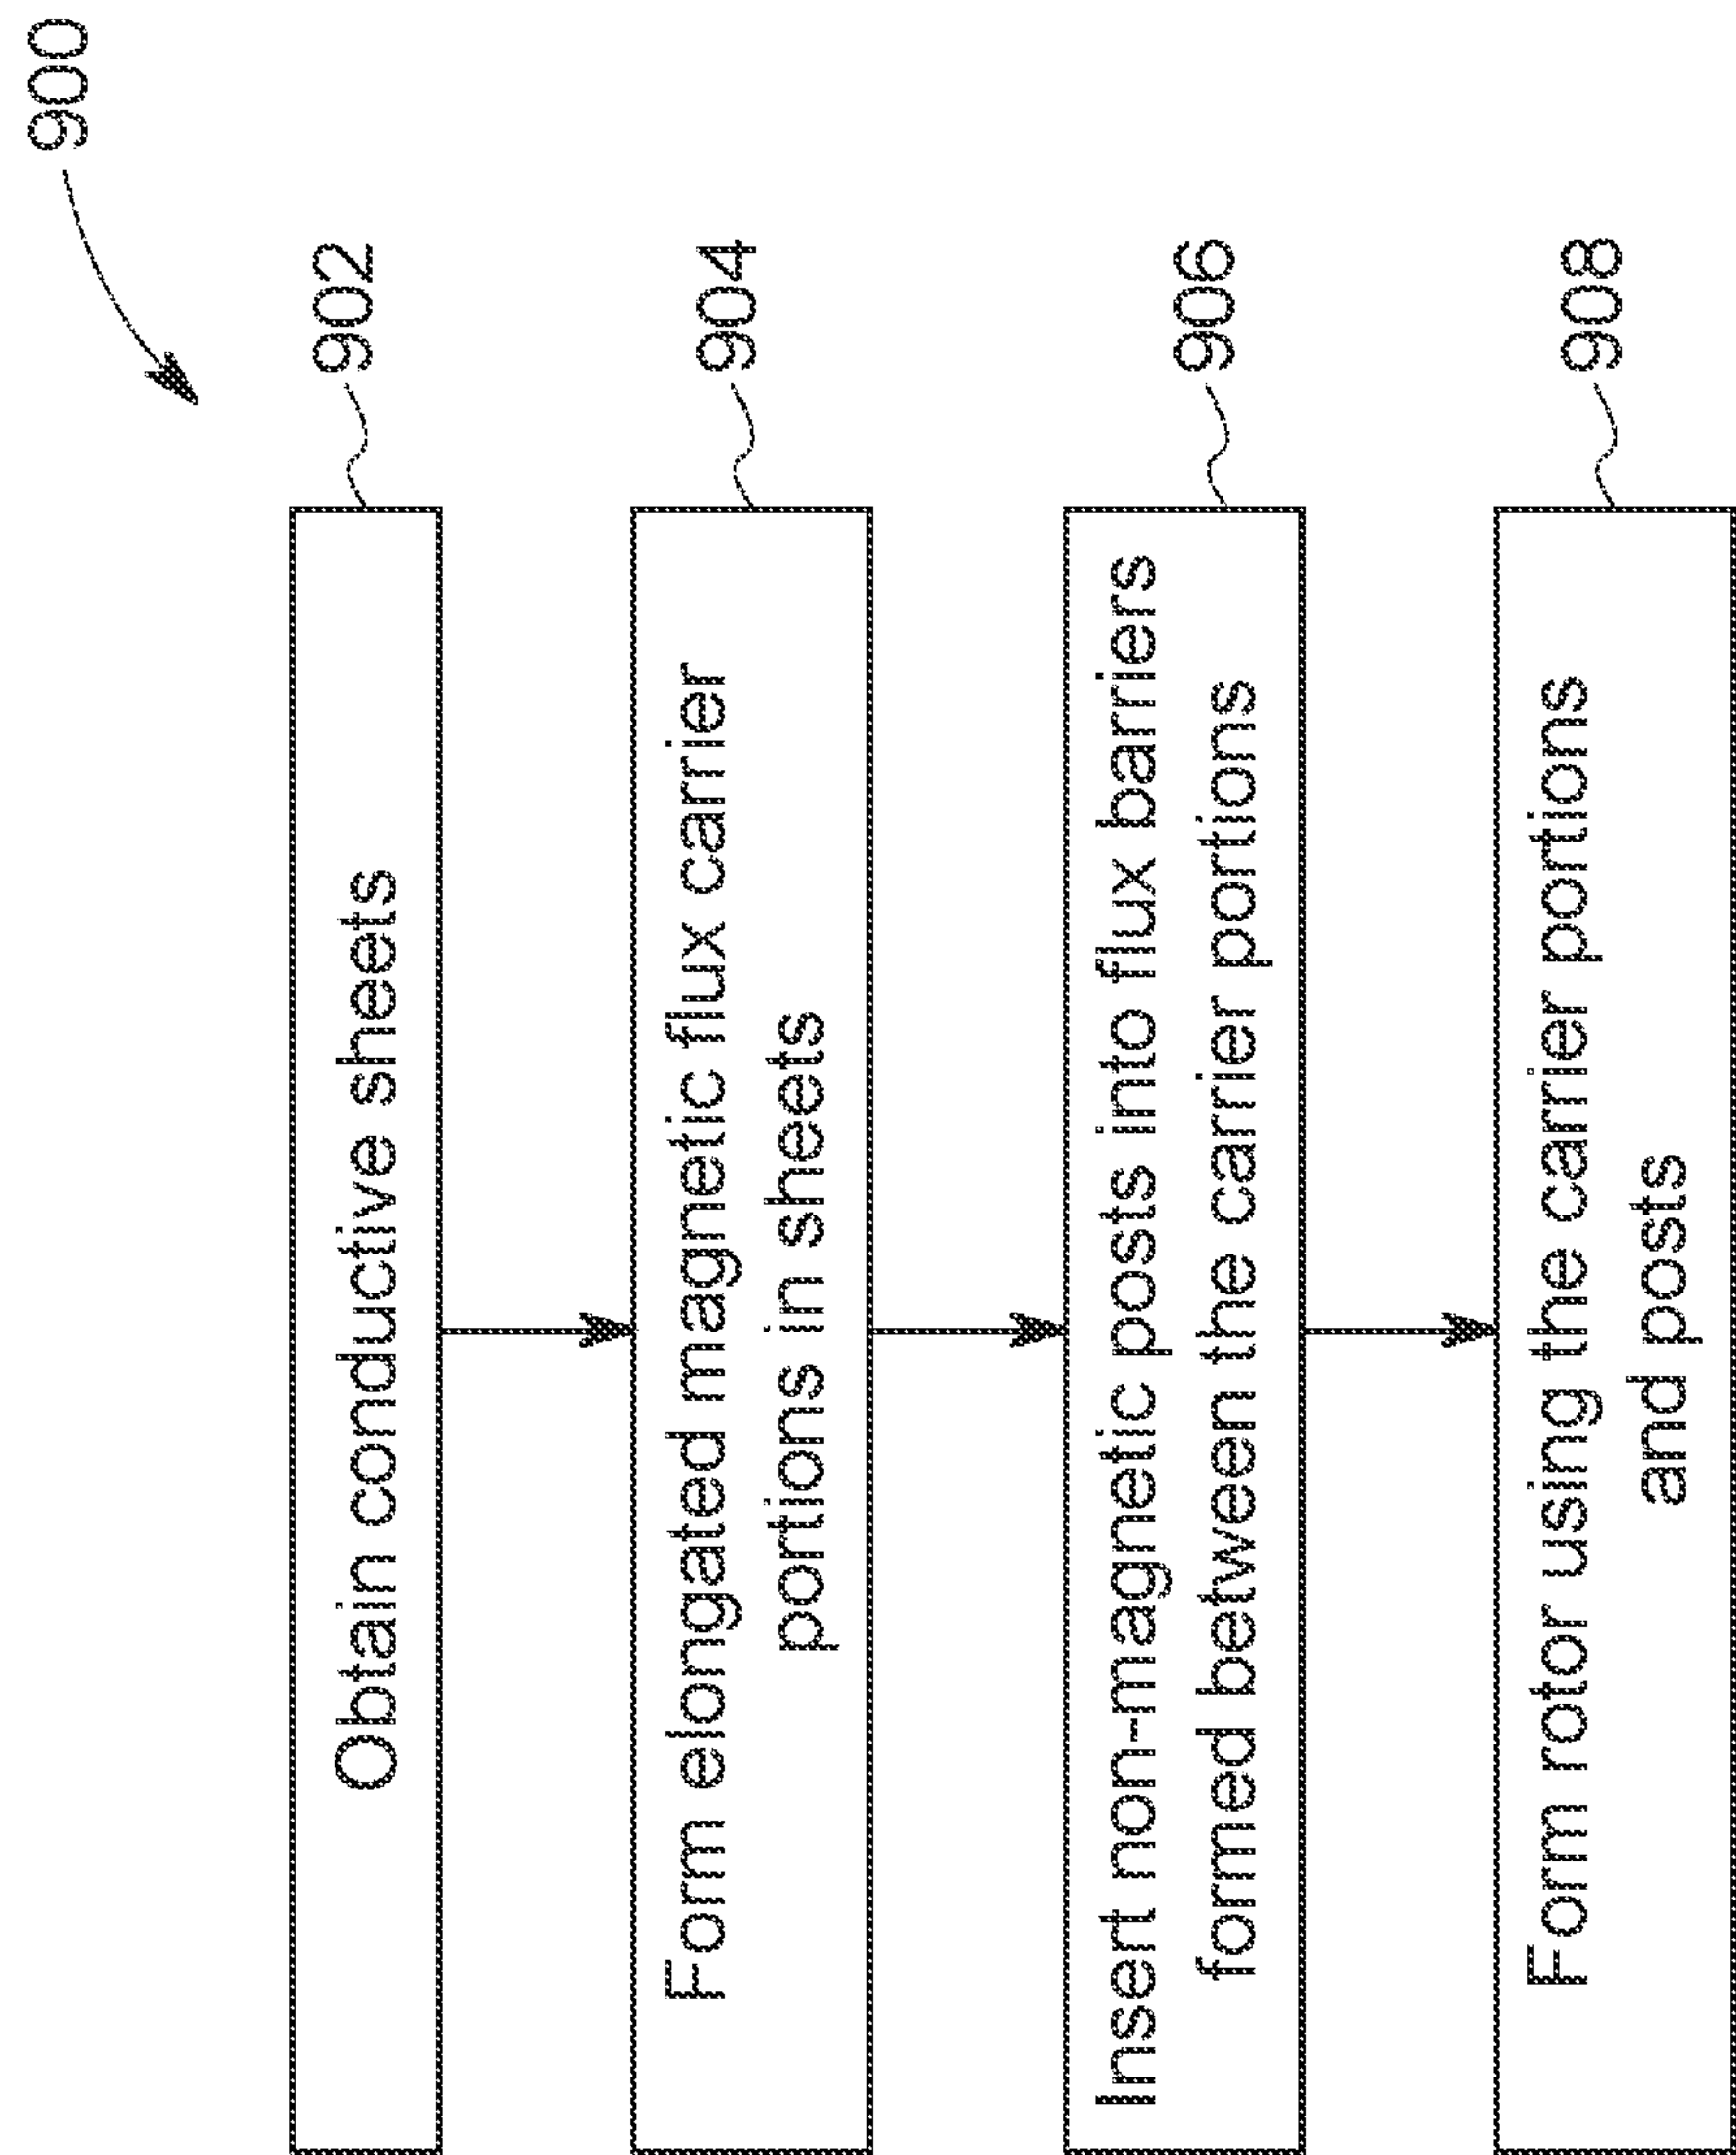 900
Obtain conductive sheets
902
Form elongated magnetic flux carrier
portions in sheets
904
Insert non-magnetic posts into flux barriers
formed between the carrier portions
906
Form rotor using the carrier portions
and posts
908